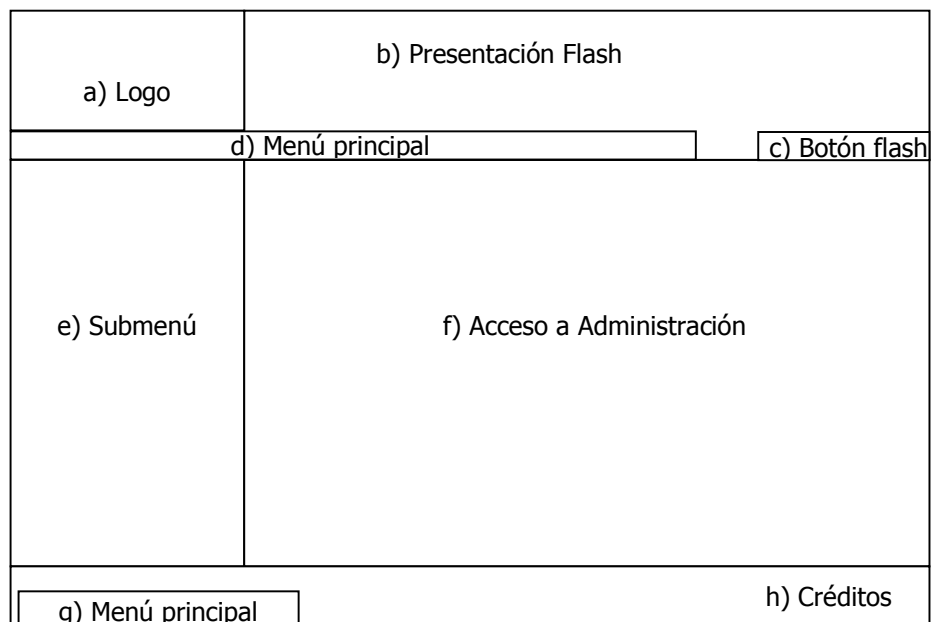 b) Presentación Flash
a) Logo
d) Menú principal
c) Botón flash
e) Submenú
f) Acceso a Administración
h) Créditos
g) Menú principal